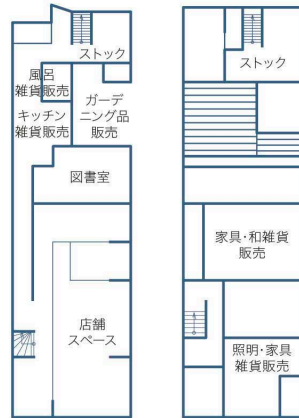 ストック
風呂
雑貨販売
ガーデ
ニング品
販売
キッチン
雑貨販売
図書室
店舗
スペース
ストック
家具・和雑貨
販売
照明・家具
雑貨販売